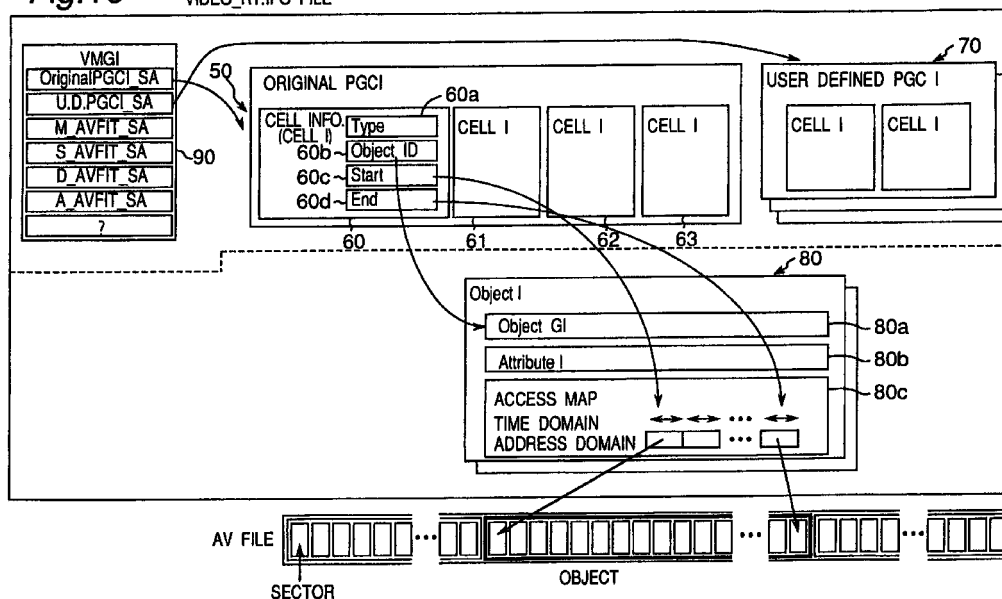 VIDEO_RT.IFO FILE
VMGI
OriginalPGCI_SA
U.D.PGCI_SA
M_AVFIT_SA
S_AVFIT_SA
D_AVFIT_SA
A_AVFIT_SA
?
90
50
ORIGINAL PGCI
60a
CELL INFO.
(CELL I)
Type
60b
Object_ID
60c
Start
60d
End
CELL I
CELL I
CELL I
60
61
62
63
70
USER DEFINED PGC I
CELL I
CELL I
80
Object I
Object GI
80a
Attribute I
80b
ACCESS MAP
80c
TIME DOMAIN
•••
ADDRESS DOMAIN
•••
AV FILE
•••
•••
•••
SECTOR
OBJECT